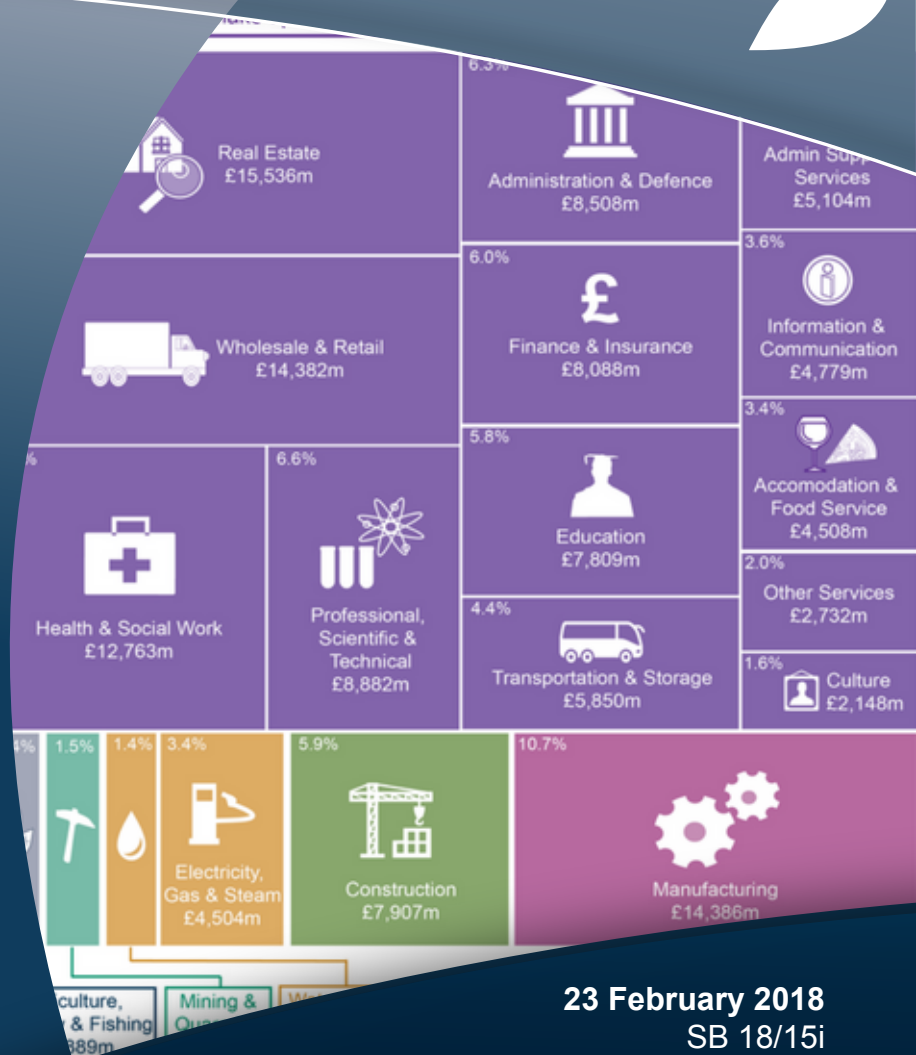 6.3%
Real Estate
£15,536m
Administration & Defence
£8,508m
Admin
Services
£5,104m
6.0%
Finance & Insurance
£8,088m
3.6%
Information &
Communication
£4,779m
Wholesale & Retail
£14,382m
3.4%
Accomodation &
Food Service
£4,508m
%
Health & Social Work
£12,763m
6.6%
Professional,
Scientific &
Technical
£8,882m
5.8%
Education
£7,809m
2.0%
Other Services
£2,732m
4.4%
Transportation & Storage
£5,850m
1.6%
Culture
£2,148m
4%
1.5%
1.4%
3.4%
Electricity,
Gas & Steam
£4,504m
5.9%
Construction
£7,907m
10.7%
Manufacturing
£14,386m
culture,
& Fishing
889m
Mining &
23 February 2018
SB 18/15i